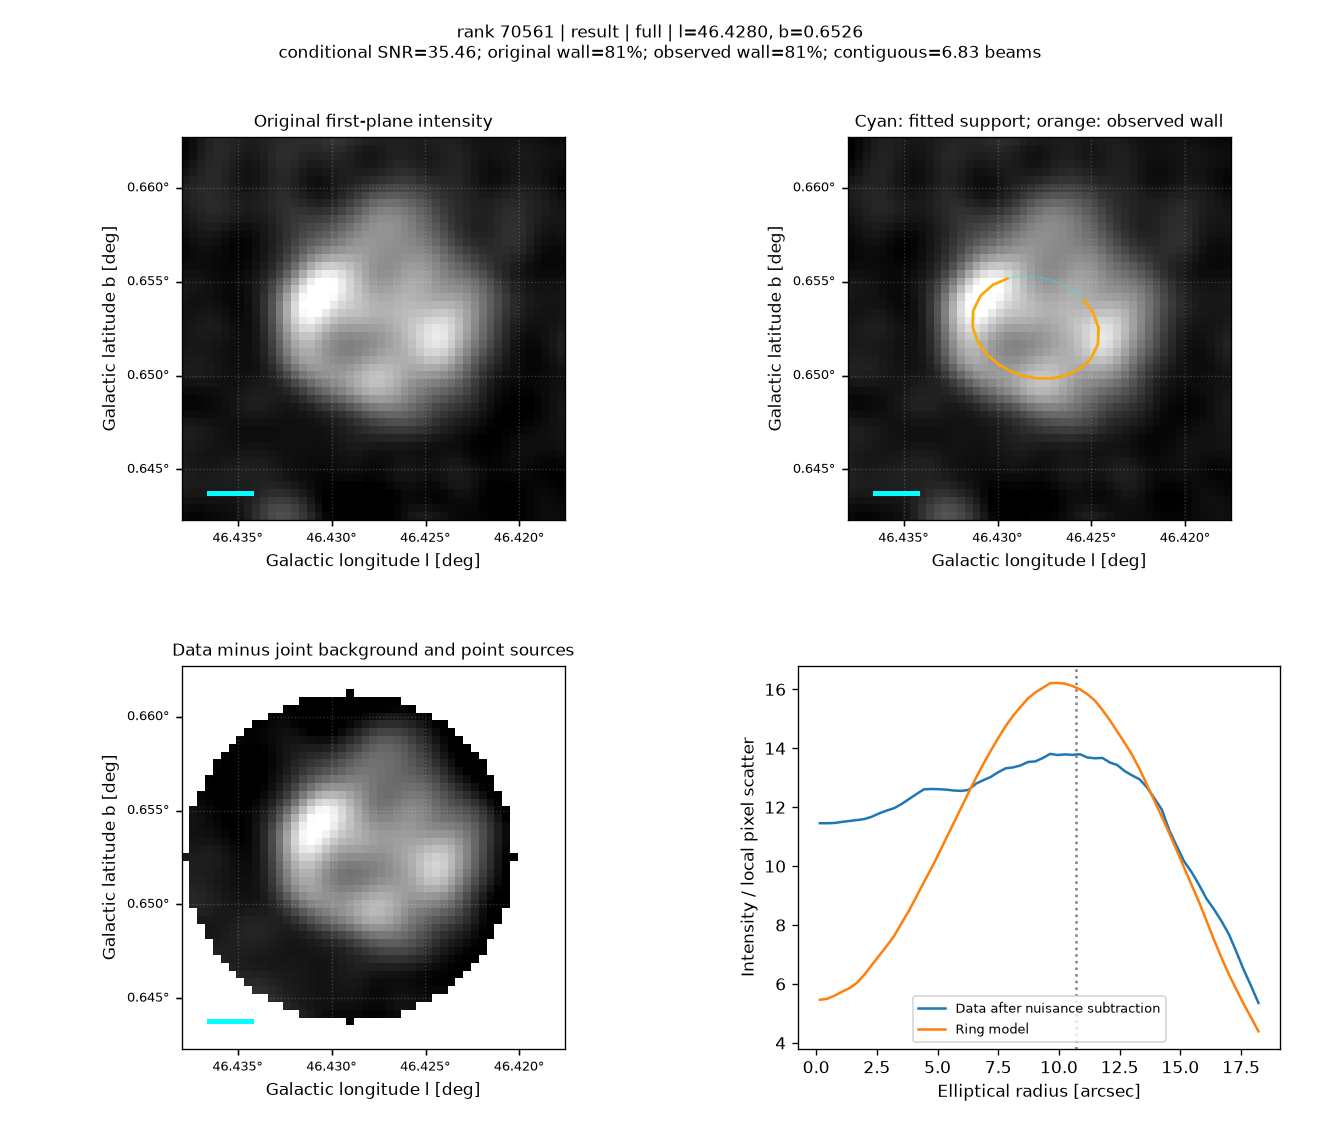 rank 70561 | result | full | l=46.4280, b=0.6526
conditional SNR=35.46; original wall=81%; observed wall=81%; contiguous=6.83 beams
Original first-plane intensity
0.660°
0.655°
0.650°
0.645°
46.435°
46.430°
46.425°
46.420°
Galactic longitude l [deg]
Galactic latitude b [deg]
Cyan: fitted support; orange: observed wall
0.660°
0.655°
0.650°
0.645°
46.435°
46.430°
46.425°
46.420°
Galactic longitude l [deg]
Galactic latitude b [deg]
Data minus joint background and point sources
0.660°
0.655°
0.650°
0.645°
46.435°
46.430°
46.425°
46.420°
Galactic longitude l [deg]
Galactic latitude b [deg]
16
14
12
10
8
6
4
0.0
2.5
5.0
7.5
10.0
12.5
15.0
17.5
Elliptical radius [arcsec]
Intensity / local pixel scatter
Data after nuisance subtraction
Ring model